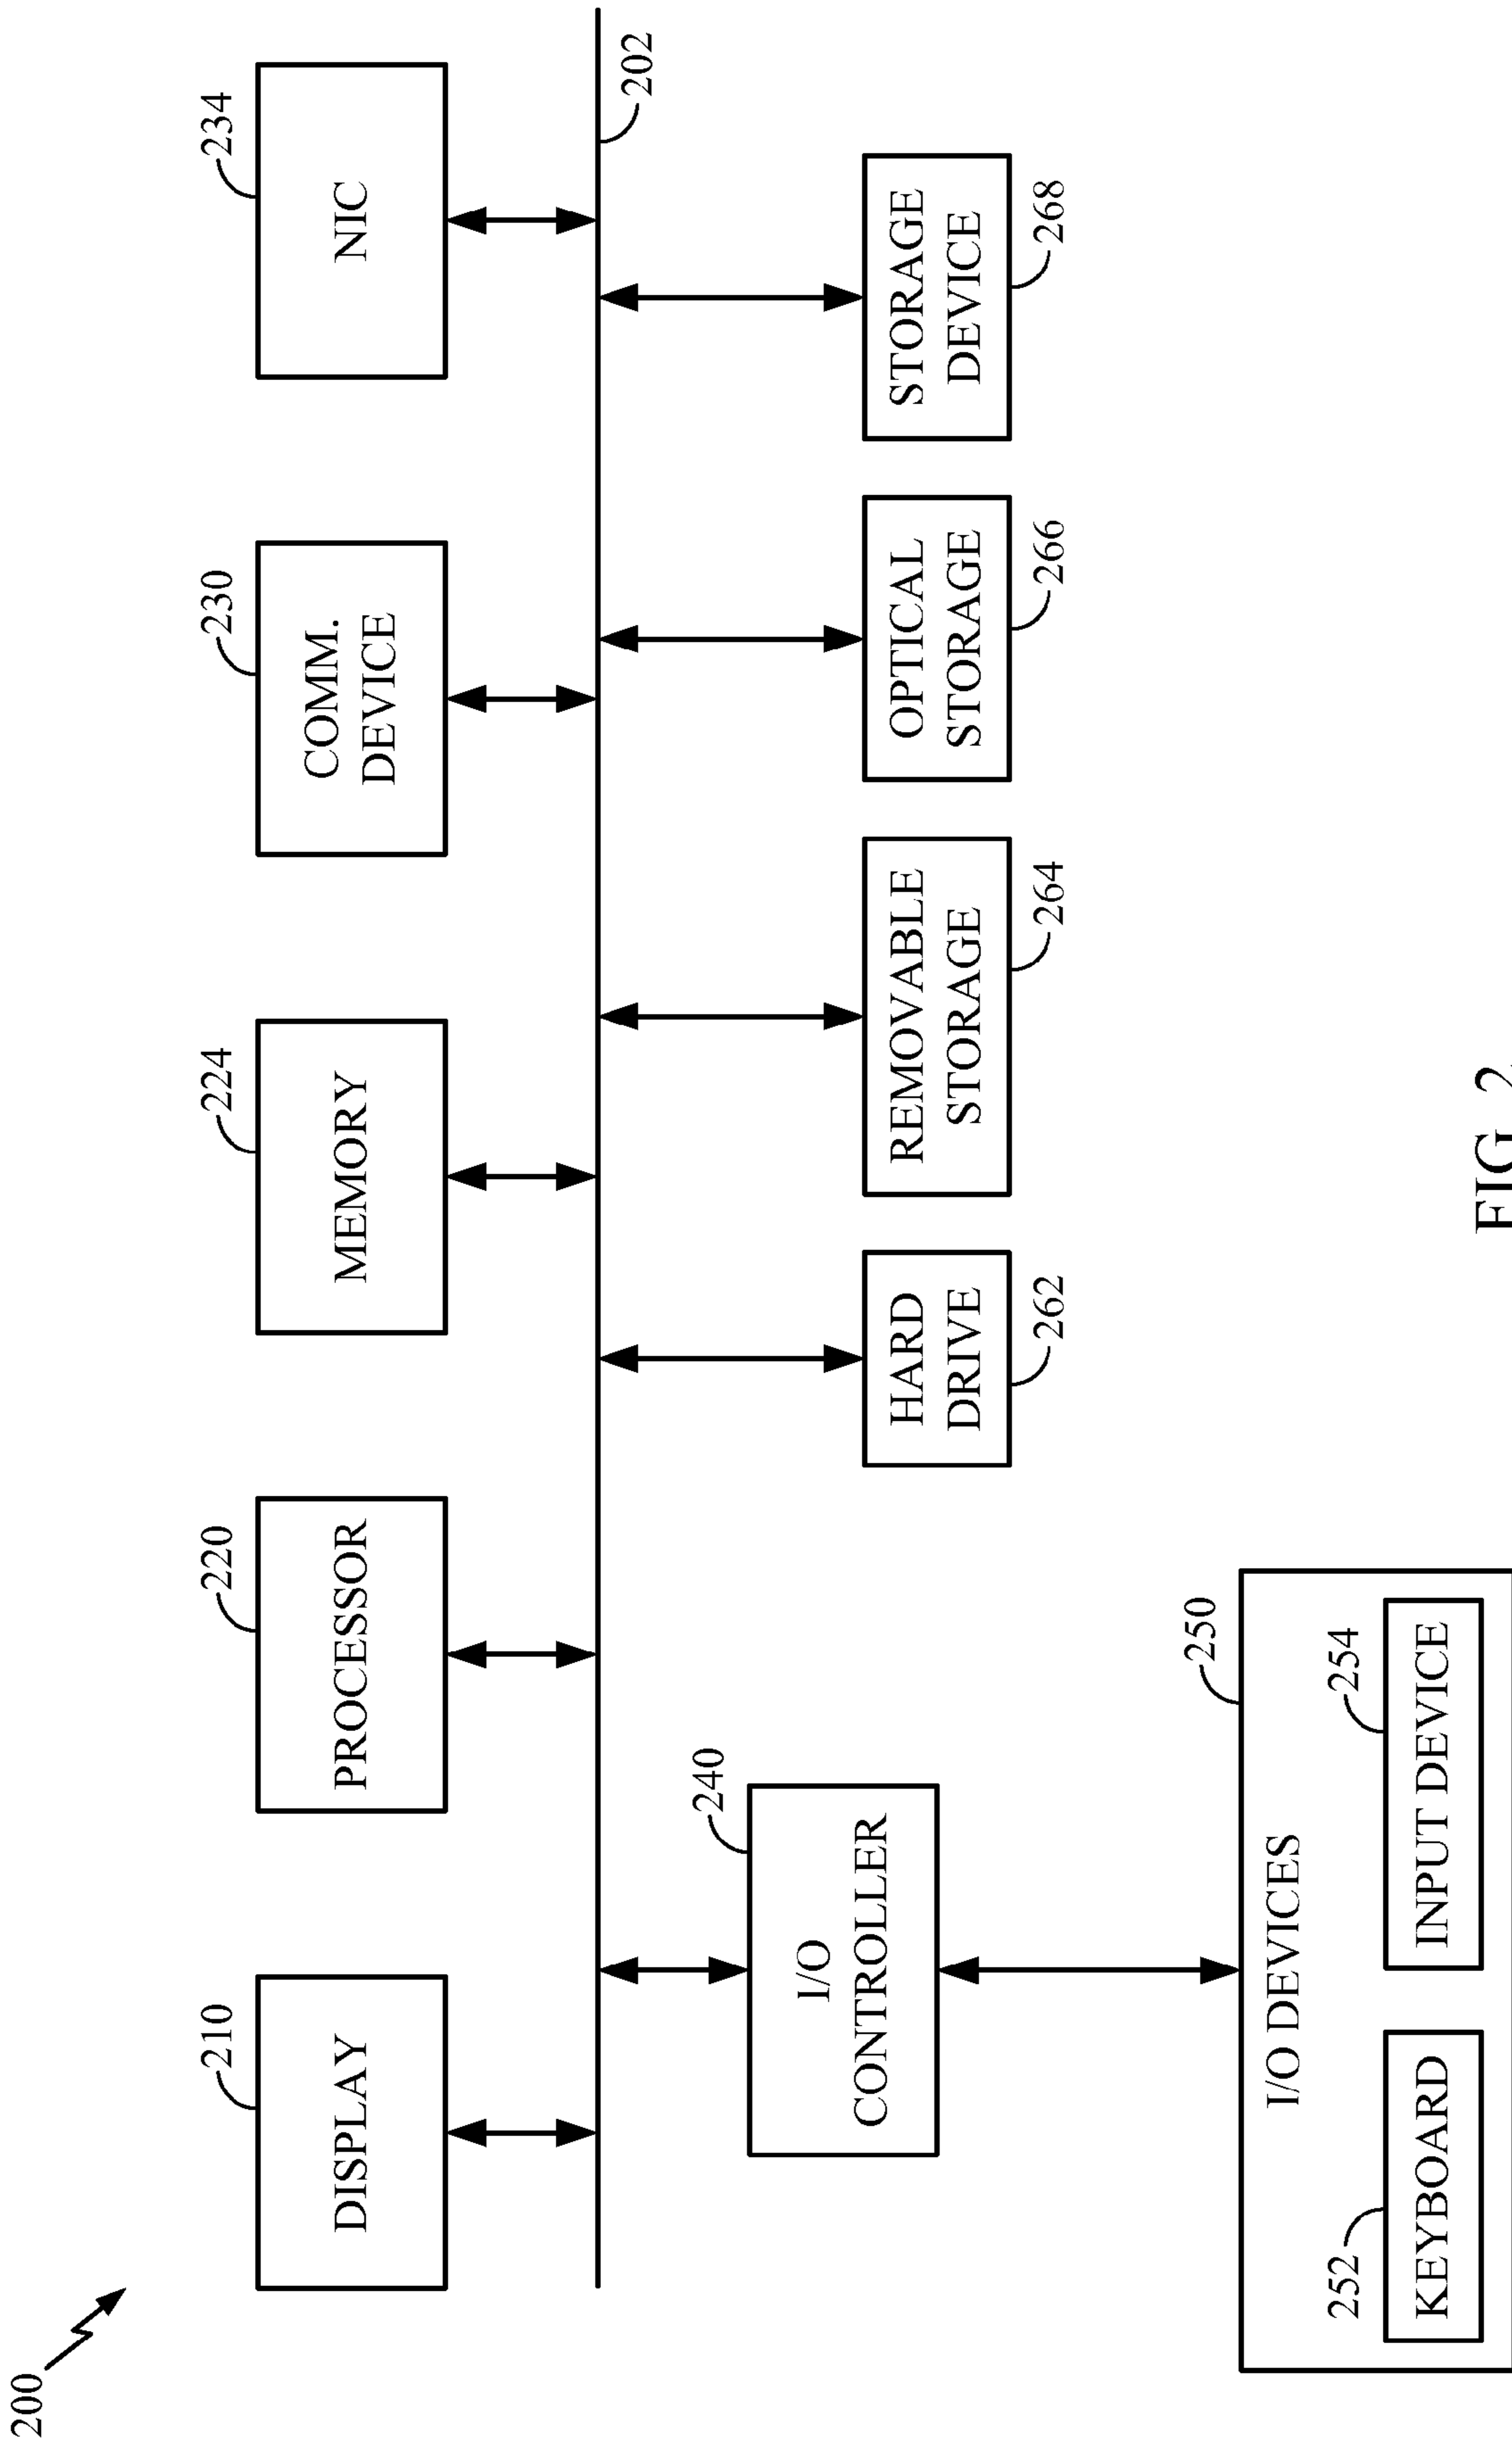 200
210
220
224
230
234
DISPLAY
PROCESSOR
MEMORY
COMM.
DEVICE
NIC
202
240
I/O
CONTROLLER
HARD
DRIVE
REMOVABLE
STORAGE
OPTICAL
STORAGE
STORAGE
DEVICE
262
264
266
268
250
I/O DEVICES
252
254
KEYBOARD
INPUT DEVICE
FIG. 2